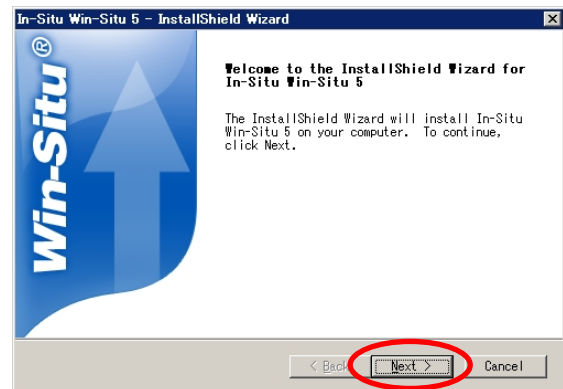 In-Situ Win-Situ 5 - InstallShield Wizard
Win-Situ®
Welcome to the InstallShield Wizard for
In-Situ Win-Situ 5
The InstallShield Wizard will install In-Situ
Win-Situ 5 on your computer. To continue,
click Next.
< Back Next > Cancel